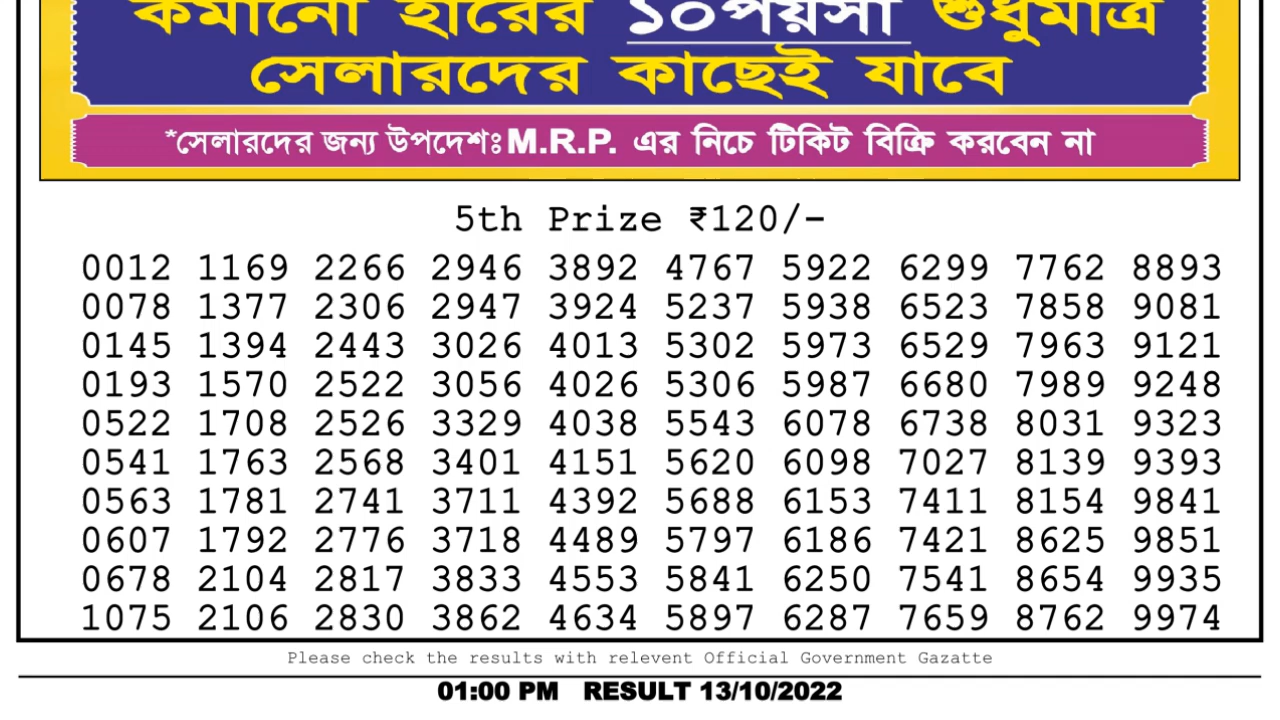 কমানো হারের ১০পয়সা শুধুমাত্র
সেলারদের কাছেই যাবে
*সেলারদের জন্য উপদেশঃ M.R.P. এর নিচে টিকিট বিক্রি করবেন না
5th Prize ₹120/-
0012 1169 2266 2946 3892 4767 5922 6299 7762 8893
0078 1377 2306 2947 3924 5237 5938 6523 7858 9081
0145 1394 2443 3026 4013 5302 5973 6529 7963 9121
0193 1570 2522 3056 4026 5306 5987 6680 7989 9248
0522 1708 2526 3329 4038 5543 6078 6738 8031 9323
0541 1763 2568 3401 4151 5620 6098 7027 8139 9393
0563 1781 2741 3711 4392 5688 6153 7411 8154 9841
0607 1792 2776 3718 4489 5797 6186 7421 8625 9851
0678 2104 2817 3833 4553 5841 6250 7541 8654 9935
1075 2106 2830 3862 4634 5897 6287 7659 8762 9974
Please check the results with relevent Official Government Gazatte
01:00 PM RESULT 13/10/2022